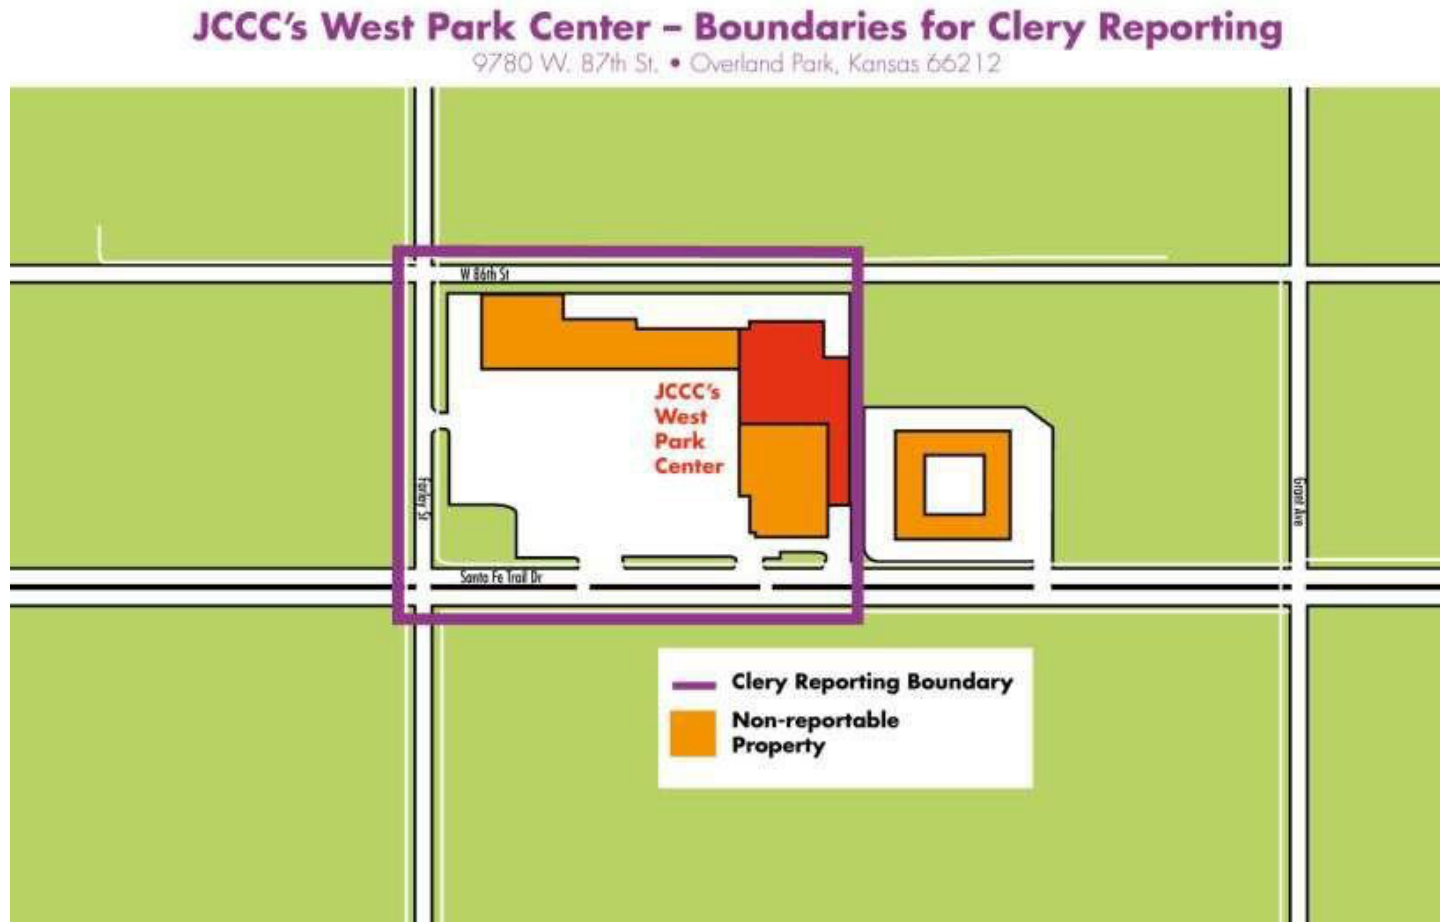 JCCC's West Park Center – Boundaries for Clery Reporting
9780 W. 87th St. • Overland Park, Kansas 66212
W 86th St
JCCC's
West
Park
Center
Farley St
Grant Ave
Santa Fe Trail Dr
Clery Reporting Boundary
Non-reportable
Property